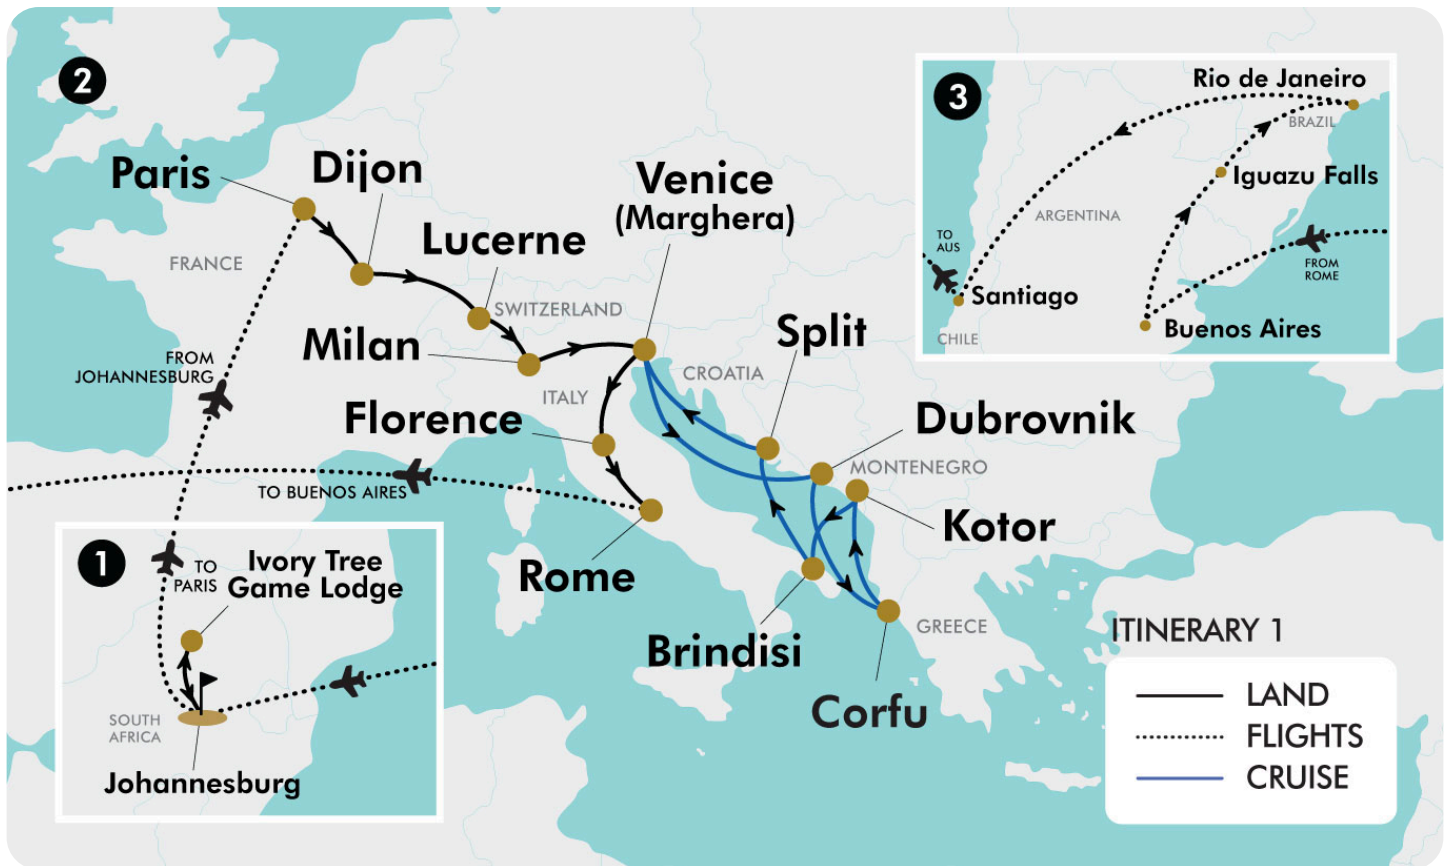 2
Paris
Dijon
Lucerne
Venice
(Marghera)
FRANCE
SWITZERLAND
Milan
Split
CROATIA
ITALY
Florence
Dubrovnik
MONTENEGRO
Kotor
FROM
JOHANNESBURG
TO BUENOS AIRES
Rome
Brindisi
GREECE
Corfu
1
TO
PARIS
Ivory Tree
Game Lodge
SOUTH
AFRICA
Johannesburg
3
Rio de Janeiro
BRAZIL
Iguazu Falls
ARGENTINA
TO
AUS
FROM
ROME
Santiago
Buenos Aires
CHILE
ITINERARY 1
LAND
FLIGHTS
CRUISE